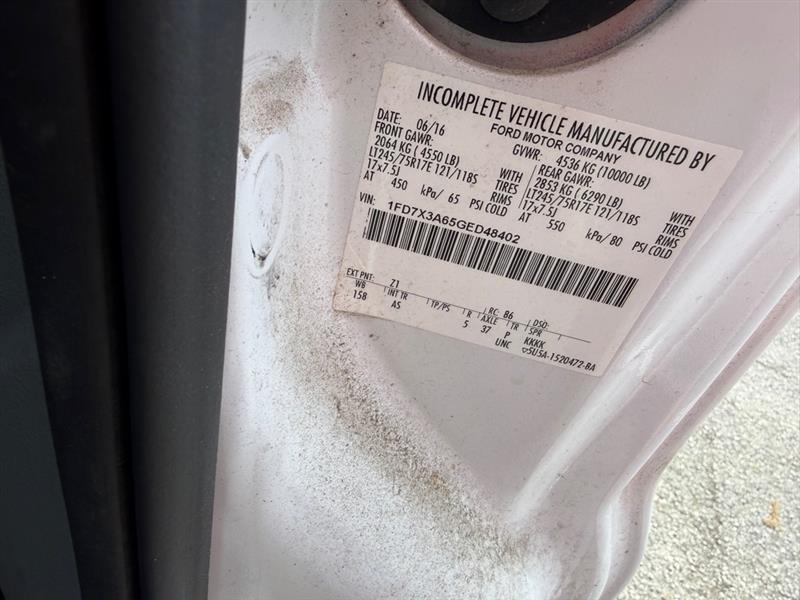 INCOMPLETE VEHICLE MANUFACTURED BY
FORD MOTOR COMPANY
DATE: 06/16 GVWR: 4536 KG (10000 LB)
FRONT GAWR: REAR GAWR:
2064 KG ( 4550 LB) WITH 2853 KG ( 6290 LB) WITH
LT245/75R17E 121/118S TIRES LT245/75R17E 121/118S TIRES
17x7.5J RIMS 17x7.5J RIMS
AT 450 kPa/ 65 PSI COLD AT 550 kPa/ 80 PSI COLD
VIN: 1FD7X3A65GED48402
EXT PNT: Z1 RC: B6 DSO:
WB INT TR TP/PS R AXLE TR SPR
158 AS 5 37 P KKKK
UNC ▽5U5A-1520472-BA